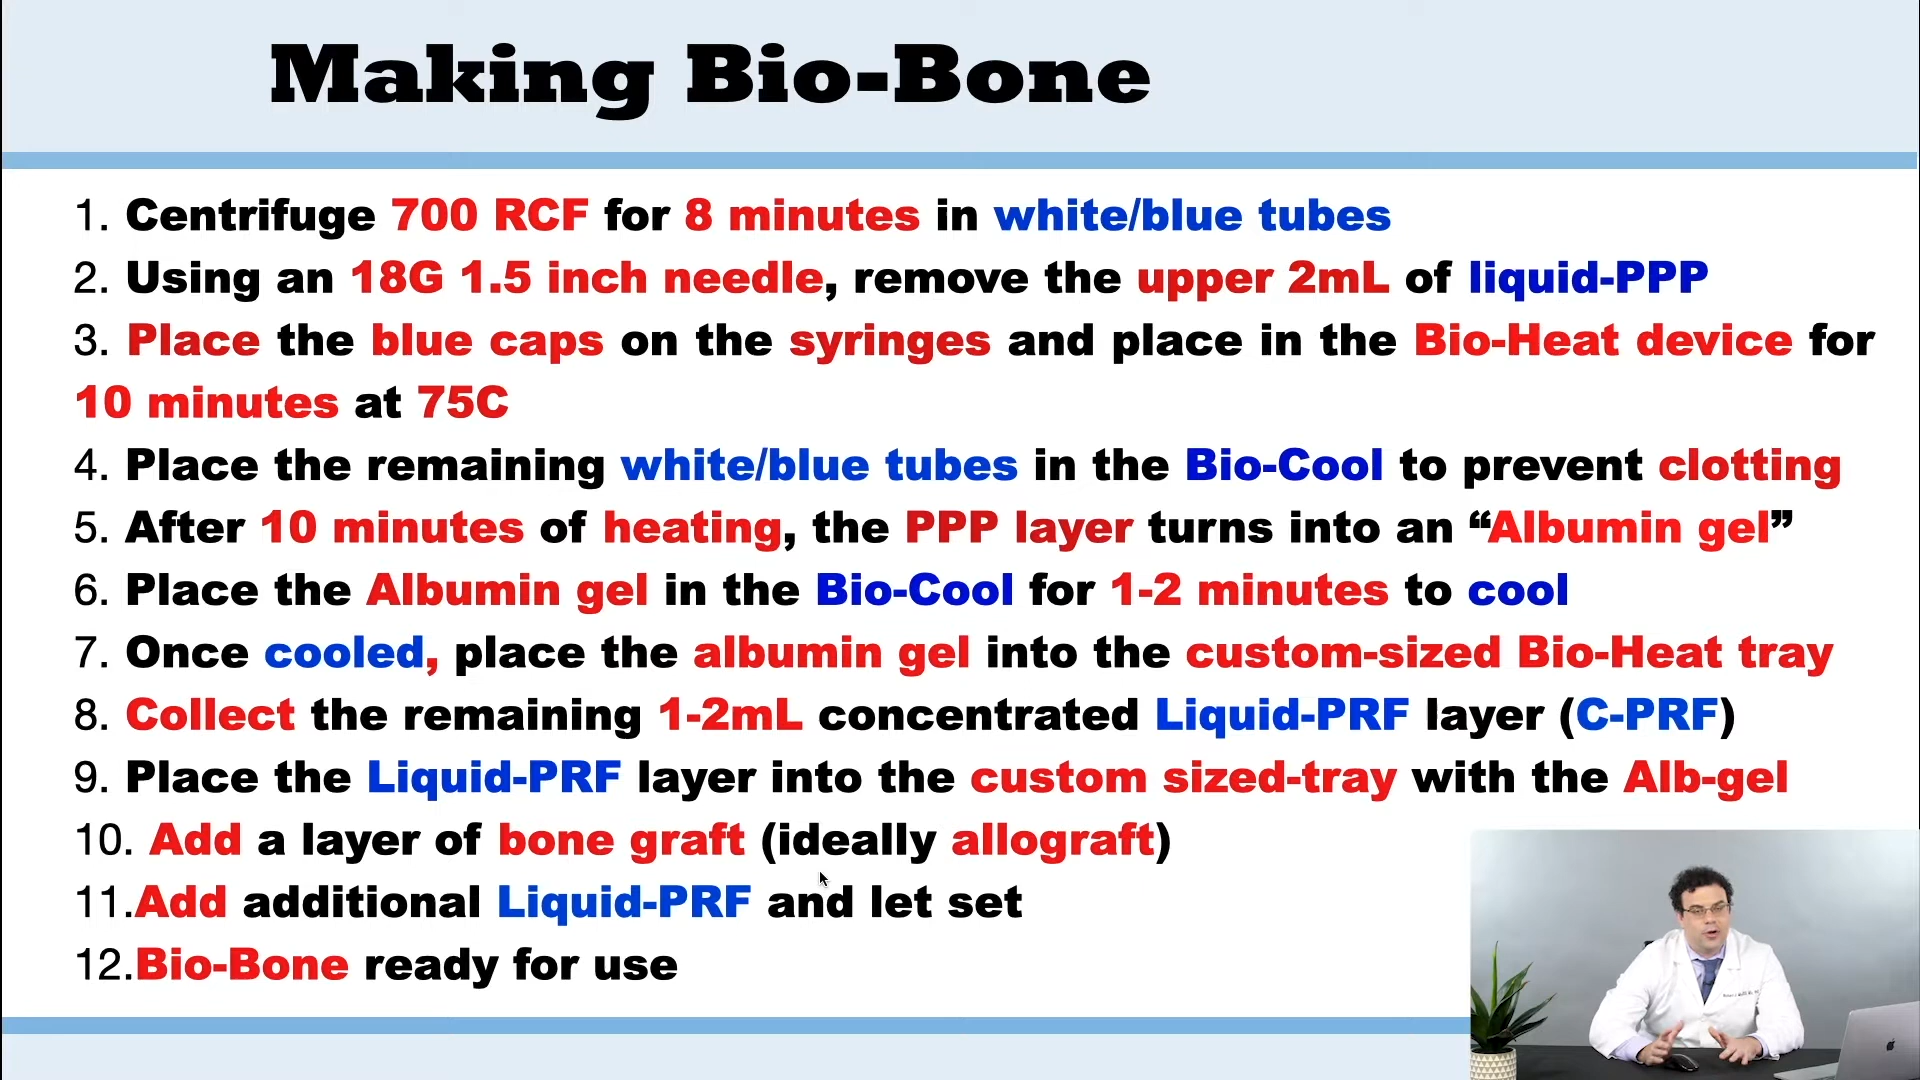 Making Bio-Bone
1. Centrifuge 700 RCF for 8 minutes in white/blue tubes
2. Using an 18G 1.5 inch needle, remove the upper 2mL of liquid-PPP
3. Place the blue caps on the syringes and place in the Bio-Heat device for
10 minutes at 75C
4. Place the remaining white/blue tubes in the Bio-Cool to prevent clotting
5. After 10 minutes of heating, the PPP layer turns into an “Albumin gel”
6. Place the Albumin gel in the Bio-Cool for 1-2 minutes to cool
7. Once cooled, place the albumin gel into the custom-sized Bio-Heat tray
8. Collect the remaining 1-2mL concentrated Liquid-PRF layer (C-PRF)
9. Place the Liquid-PRF layer into the custom sized-tray with the Alb-gel
10. Add a layer of bone graft (ideally allograft)
11.Add additional Liquid-PRF and let set
12.Bio-Bone ready for use